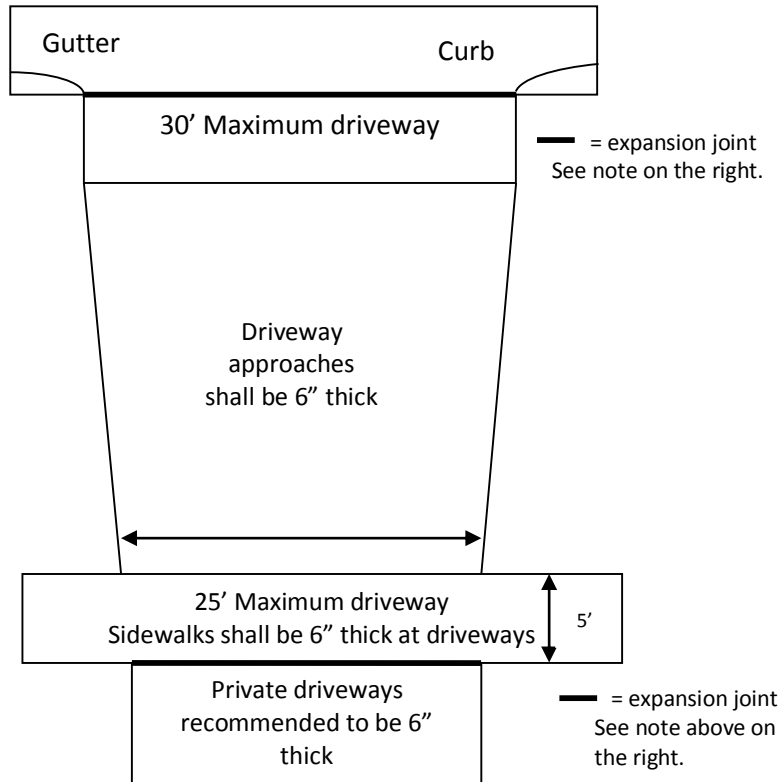 Gutter
Curb
30’ Maximum driveway
= expansion joint
See note on the right.
Driveway
approaches
shall be 6” thick
25’ Maximum driveway
Sidewalks shall be 6” thick at driveways
5’
Private driveways
recommended to be 6”
thick
= expansion joint
See note above on
the right.